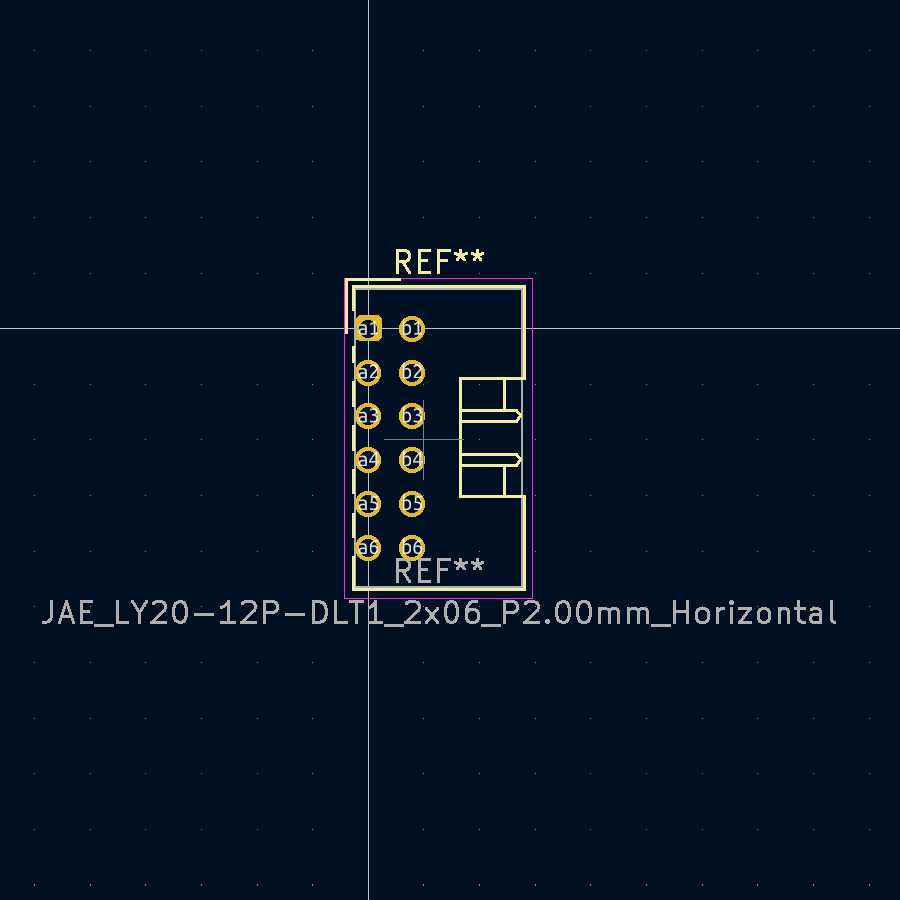 REF**
a1 b1
a2 b2
a3 b3
a4 b4
a5 b5
a6 b6
REF**
JAE_LY20-12P-DLT1_2x06_P2.00mm_Horizontal